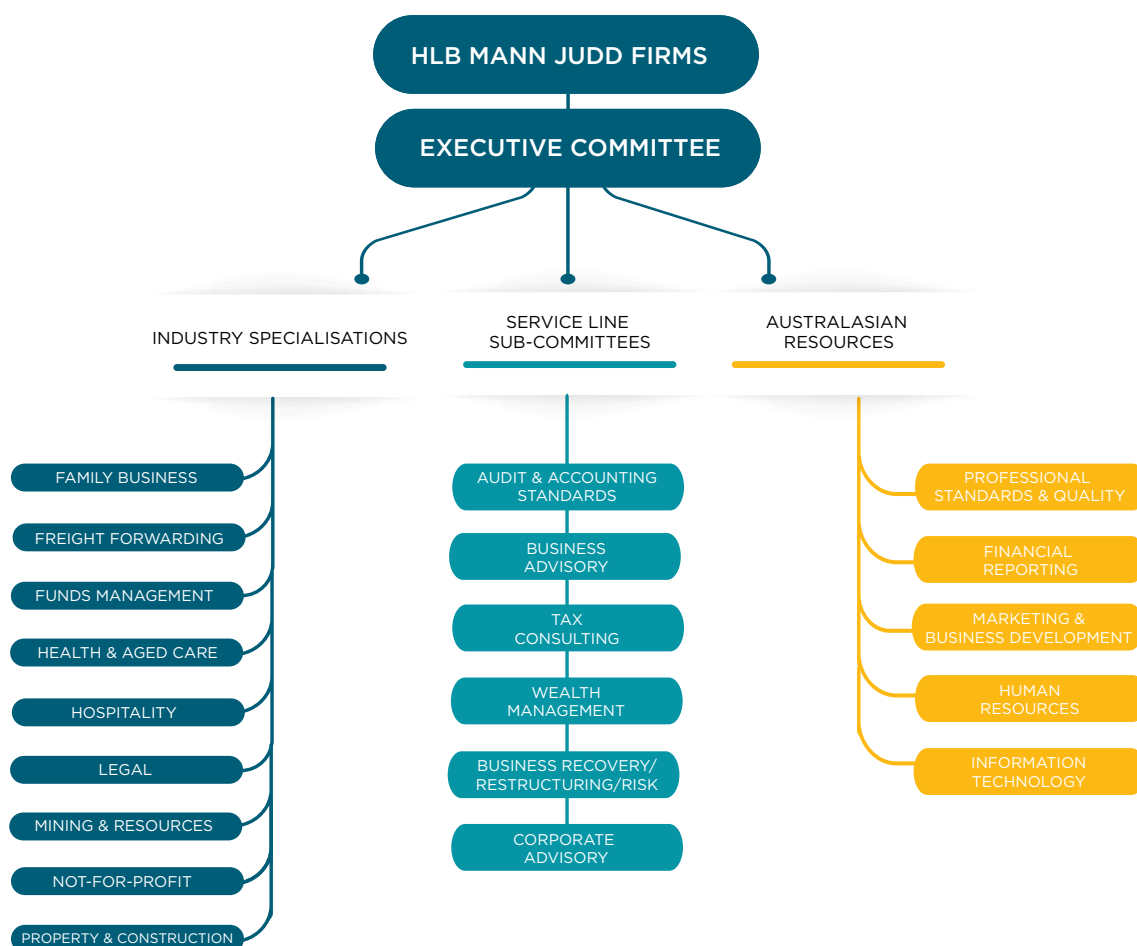 HLB MANN JUDD FIRMS
EXECUTIVE COMMITTEE
INDUSTRY SPECIALISATIONS
FAMILY BUSINESS
FREIGHT FORWARDING
FUNDS MANAGEMENT
HEALTH & AGED CARE
HOSPITALITY
LEGAL
MINING & RESOURCES
NOT-FOR-PROFIT
PROPERTY & CONSTRUCTION
SERVICE LINE
SUB-COMMITTEES
AUDIT & ACCOUNTING
STANDARDS
BUSINESS
ADVISORY
TAX
CONSULTING
WEALTH
MANAGEMENT
BUSINESS RECOVERY/
RESTRUCTURING/RISK
CORPORATE
ADVISORY
AUSTRALASIAN
RESOURCES
PROFESSIONAL
STANDARDS & QUALITY
FINANCIAL
REPORTING
MARKETING &
BUSINESS DEVELOPMENT
HUMAN
RESOURCES
INFORMATION
TECHNOLOGY